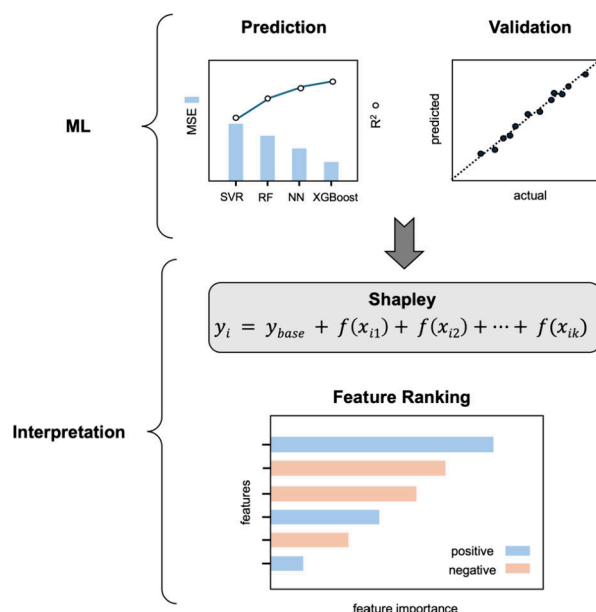 Prediction
Validation
ML
MSE
R² ○
SVR RF NN XGBoost
predicted
actual
Shapley
y_i = y_base + f(x_i1) + f(x_i2) + ⋯ + f(x_ik)
Interpretation
Feature Ranking
features
positive
negative
feature importance